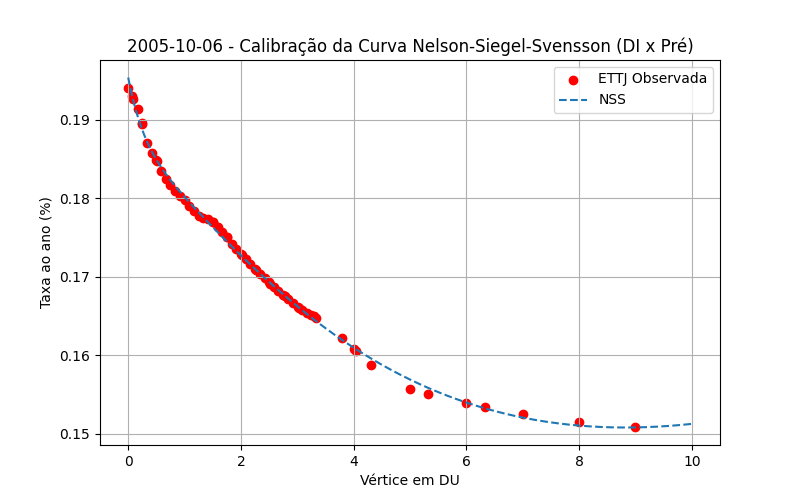 2005-10-06 - Calibração da Curva Nelson-Siegel-Svensson (DI x Pré)
ETTJ Observada
NSS
Taxa ao ano (%)
0.19
0.18
0.17
0.16
0.15
0 2 4 6 8 10
Vértice em DU